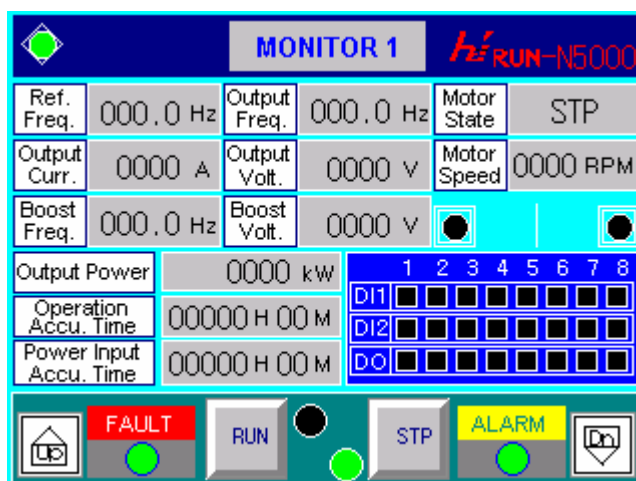 MONITOR 1
hi RUN-N5000
Ref. Freq. 000.0 Hz Output Freq. 000.0 Hz Motor State STP
Output Curr. 0000 A Output Volt. 0000 V Motor Speed 0000 RPM
Boost Freq. 000.0 Hz Boost Volt. 0000 V
Output Power 0000 kW
1 2 3 4 5 6 7 8
Operation Accu. Time 00000 H 00 M
DI1
DI2
Power Input Accu. Time 00000 H 00 M
DO
Up
FAULT
RUN
STP
ALARM
Dn